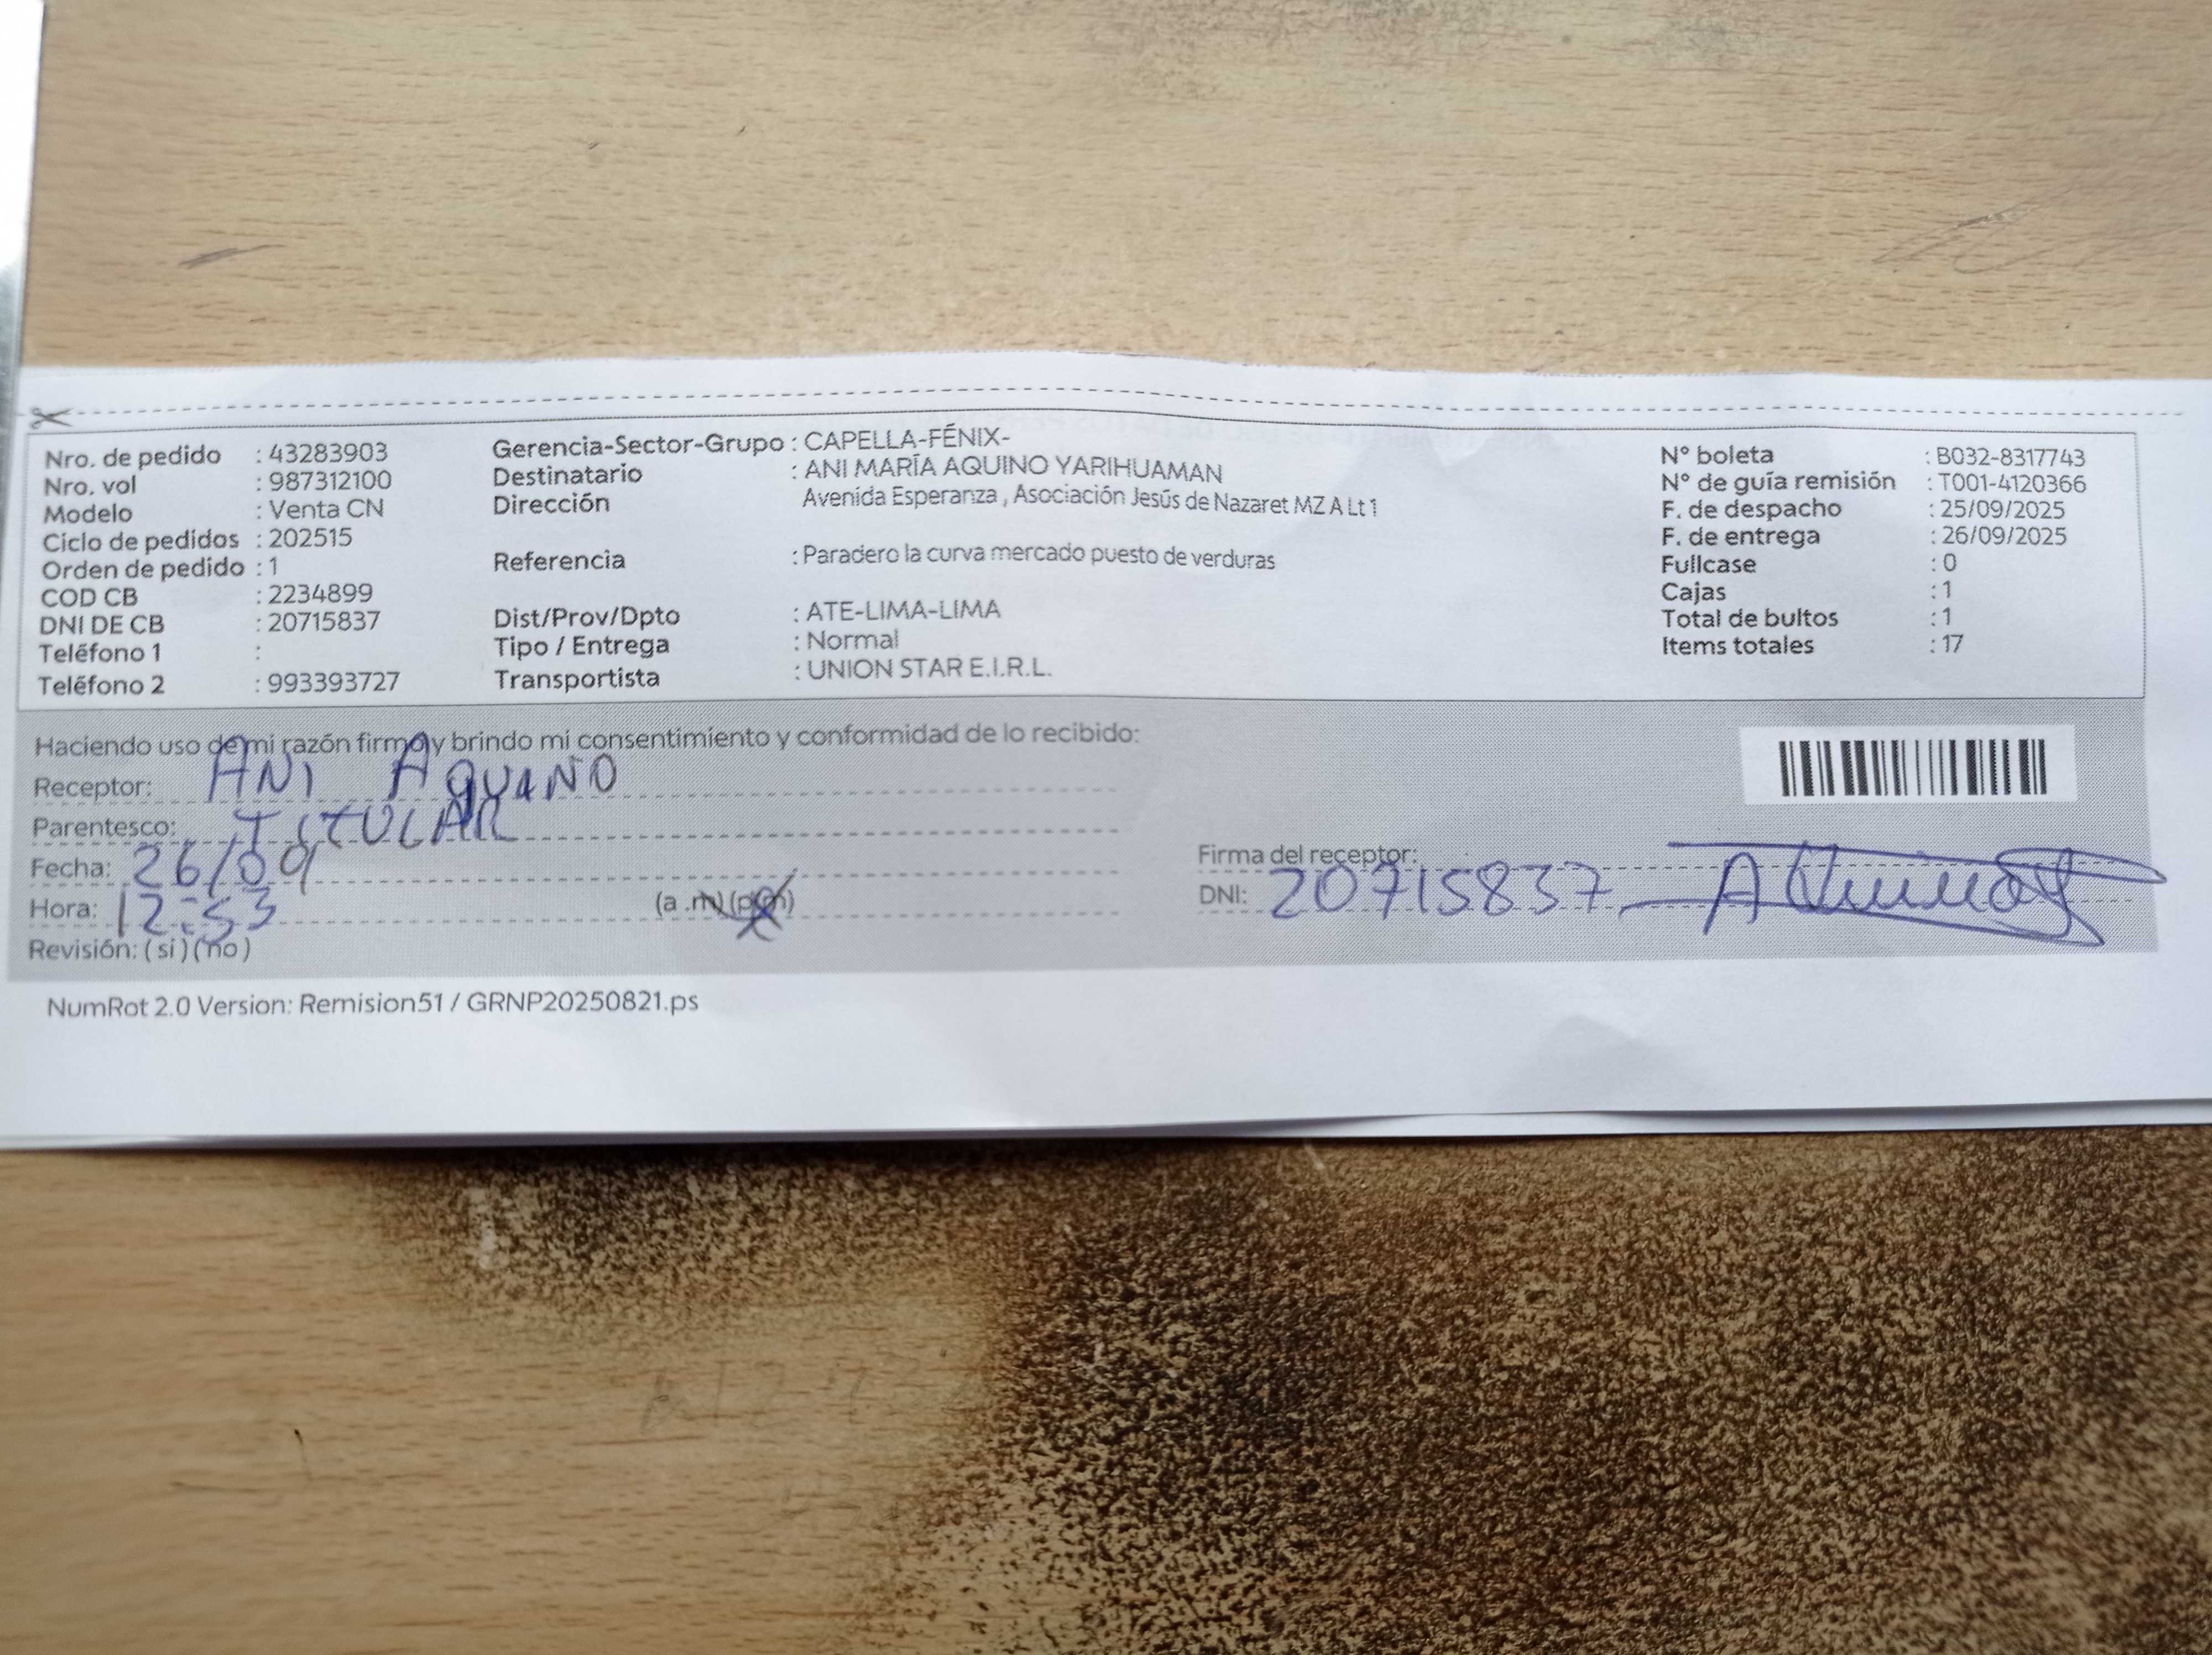 Nro. de pedido : 43283903
Nro. vol : 987312100
Modelo : Venta CN
Ciclo de pedidos : 202515
Orden de pedido : 1
COD CB : 2234899
DNI DE CB : 20715837
Teléfono 1 :
Teléfono 2 : 993393727
Gerencia-Sector-Grupo : CAPELLA-FÉNIX-
Destinatario : ANI MARÍA AQUINO YARIHUAMAN
Dirección Avenida Esperanza , Asociación Jesús de Nazaret MZ A Lt 1
Referencia : Paradero la curva mercado puesto de verduras
Dist/Prov/Dpto : ATE-LIMA-LIMA
Tipo / Entrega : Normal
Transportista : UNION STAR E.I.R.L.
N° boleta : B032-8317743
N° de guía remisión : T001-4120366
F. de despacho : 25/09/2025
F. de entrega : 26/09/2025
Fullcase : 0
Cajas : 1
Total de bultos : 1
Items totales : 17
Haciendo uso de mi razón firmo y brindo mi consentimiento y conformidad de lo recibido:
Receptor: ANI AQUINO
Parentesco: TITULAR
Fecha: 26/09
Hora: 12:53 (a .m) (p.m)
Revisión: ( si ) ( no )
Firma del receptor:
DNI: 20715837
NumRot 2.0 Version: Remision51 / GRNP20250821.ps